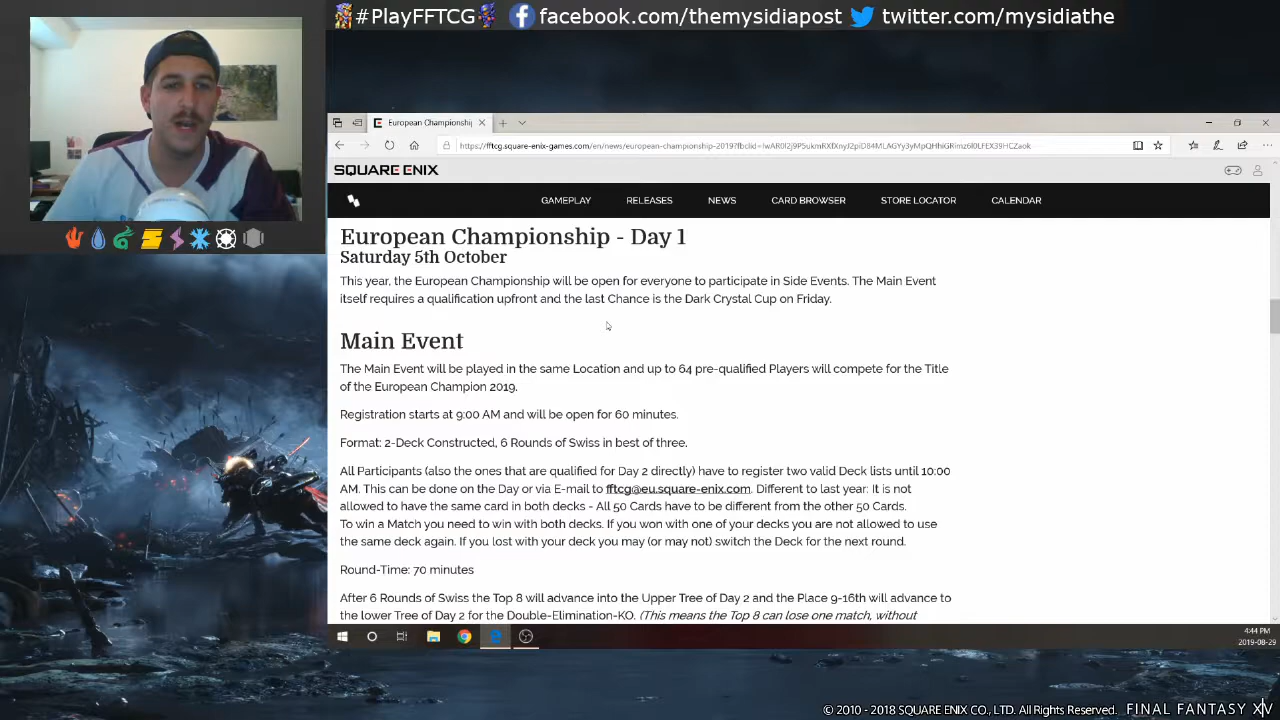 #PlayFFTCG facebook.com/themysidiapost twitter.com/mysidiathe
European Championship
SQUARE ENIX
GAMEPLAY RELEASES NEWS CARD BROWSER STORE LOCATOR CALENDAR
European Championship - Day 1
Saturday 5th October
This year, the European Championship will be open for everyone to participate in Side Events. The Main Event
itself requires a qualification upfront and the last Chance is the Dark Crystal Cup on Friday.
Main Event
The Main Event will be played in the same Location and up to 64 pre-qualified Players will compete for the Title
of the European Champion 2019.
Registration starts at 9:00 AM and will be open for 60 minutes.
Format: 2-Deck Constructed, 6 Rounds of Swiss in best of three.
All Participants (also the ones that are qualified for Day 2 directly) have to register two valid Deck lists until 10:00
AM. This can be done on the Day or via E-mail to fftcg@eu.square-enix.com. Different to last year: It is not
allowed to have the same card in both decks - All 50 Cards have to be different from the other 50 Cards.
To win a Match you need to win with both decks. If you won with one of your decks you are not allowed to use
the same deck again. If you lost with your deck you may (or may not) switch the Deck for the next round.
Round-Time: 70 minutes
After 6 Rounds of Swiss the Top 8 will advance into the Upper Tree of Day 2 and the Place 9-16th will advance to
the lower Tree of Day 2 for the Double-Elimination-KO. (This means the Top 8 can lose one match, without
4:44 PM
2019-08-29
© 2010 - 2018 SQUARE ENIX CO., LTD. All Rights Reserved. FINAL FANTASY XIV